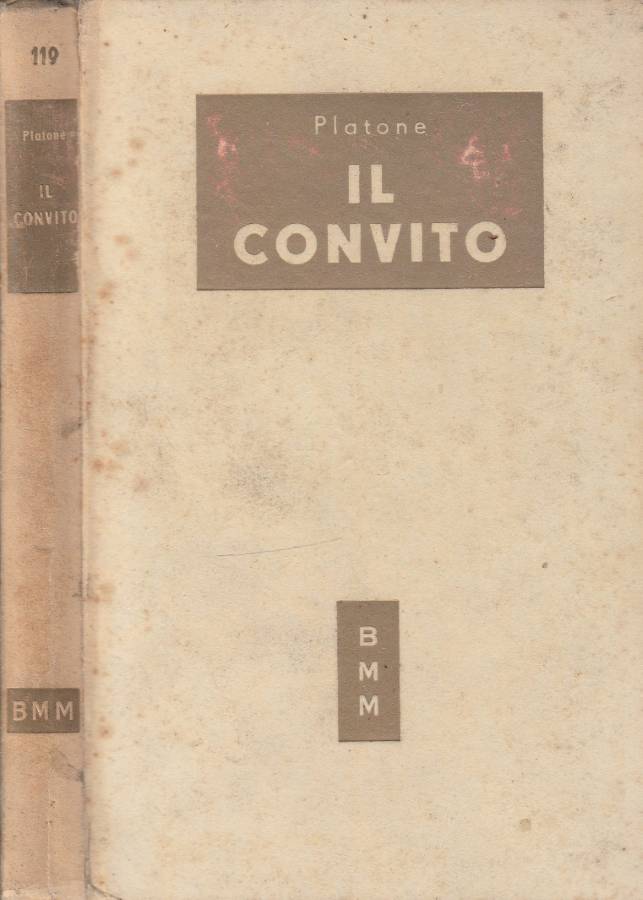 119
Platone
IL
CONVITO
BMM
Platone
IL
CONVITO
B
M
M